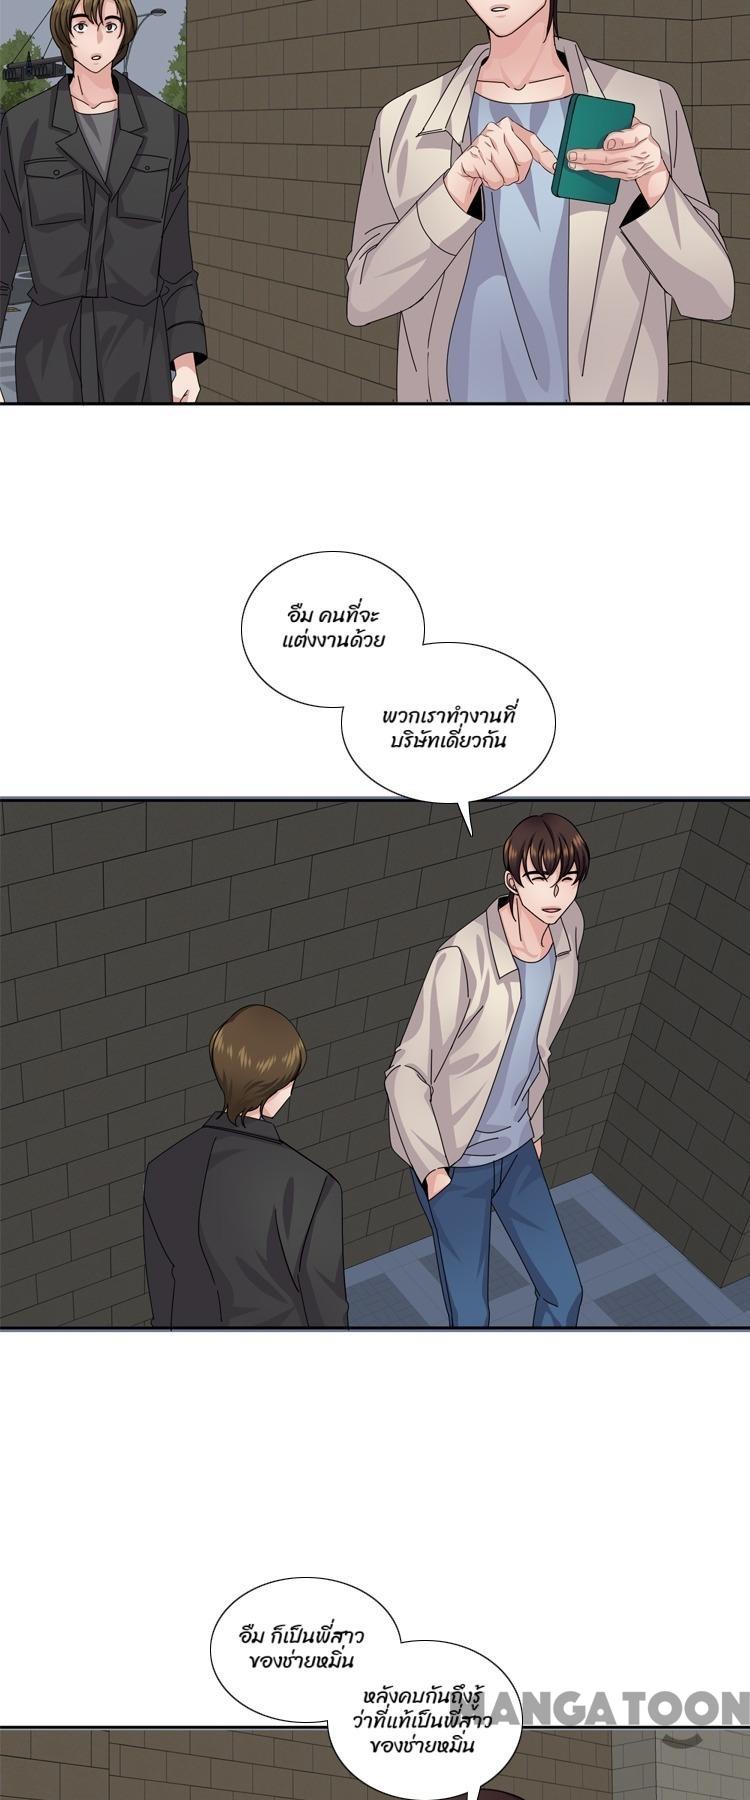 อืม คนที่จะ
แต่งงานด้วย
พวกเราทำงานที่
บริษัทเดี่ยวกัน
อืม ก็เป็นพี่สาว
ของช่ายหมิ่น
หลังคบกันถึงรู้
ว่าที่แท้เป็นพี่สาว
ของช่ายหมิ่น
MANGATOON